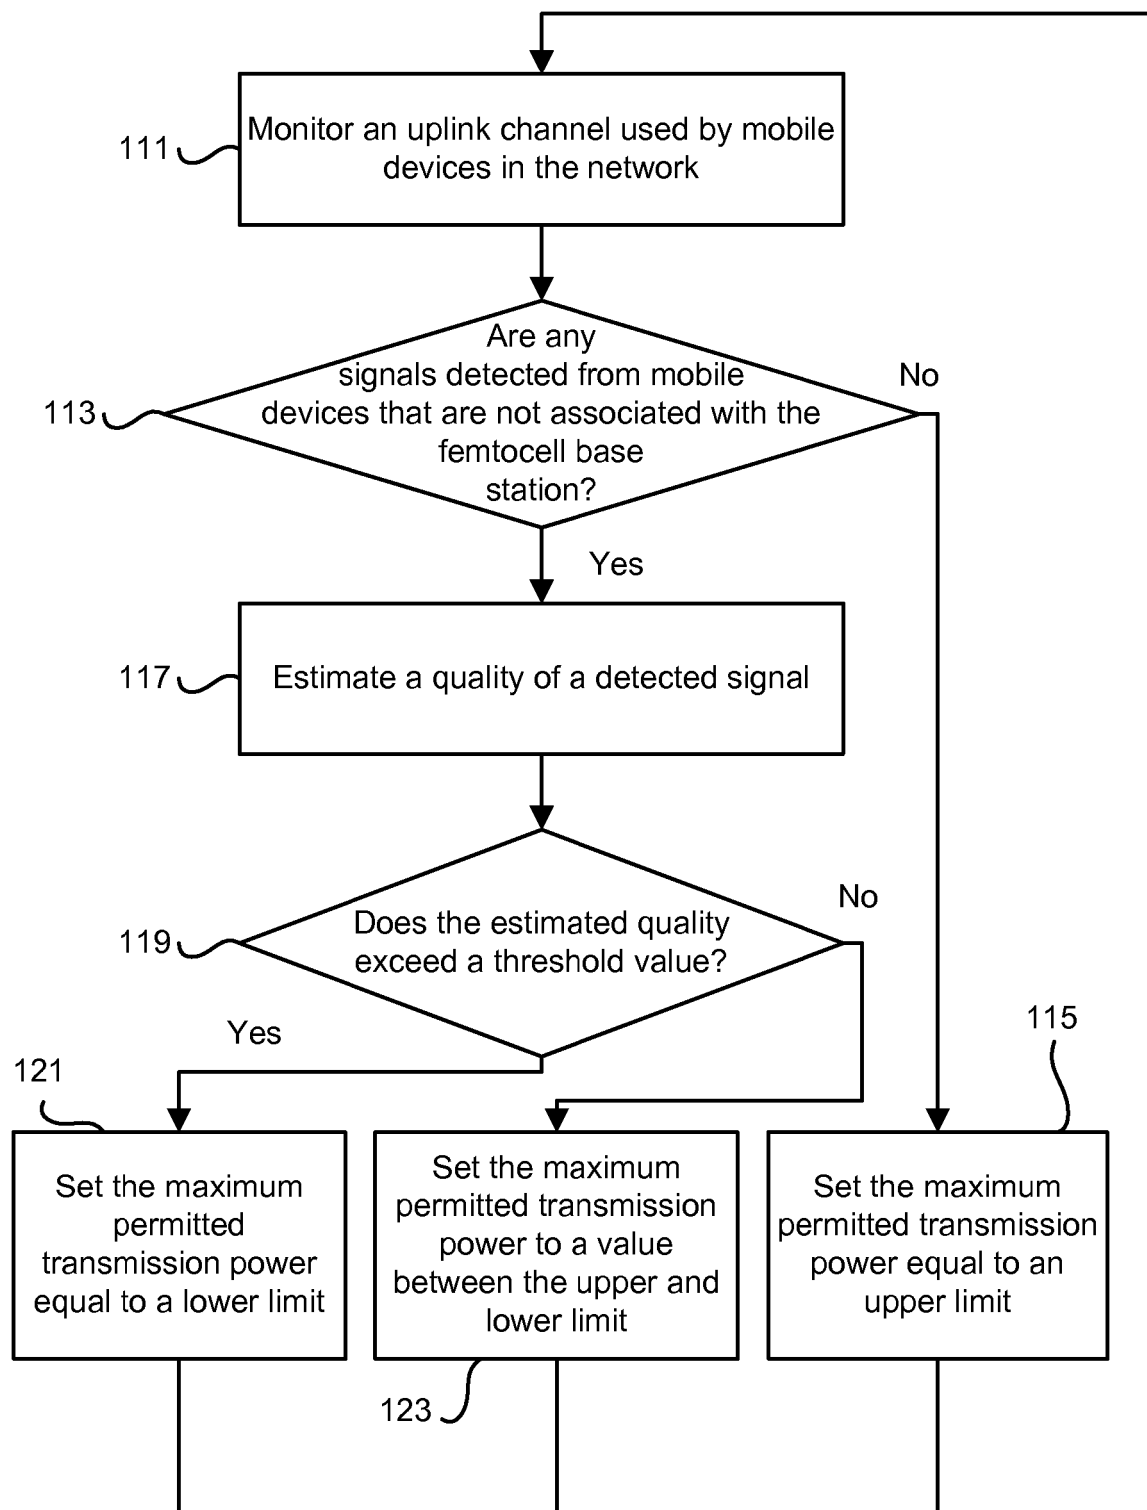 111
Monitor an uplink channel used by mobile
devices in the network
113
Are any
signals detected from mobile
devices that are not associated with the
femtocell base
station?
No
Yes
117
Estimate a quality of a detected signal
119
Does the estimated quality
exceed a threshold value?
No
Yes
121
Set the maximum
permitted
transmission power
equal to a lower limit
Set the maximum
permitted transmission
power to a value
between the upper and
lower limit
123
115
Set the maximum
permitted transmission
power equal to an
upper limit